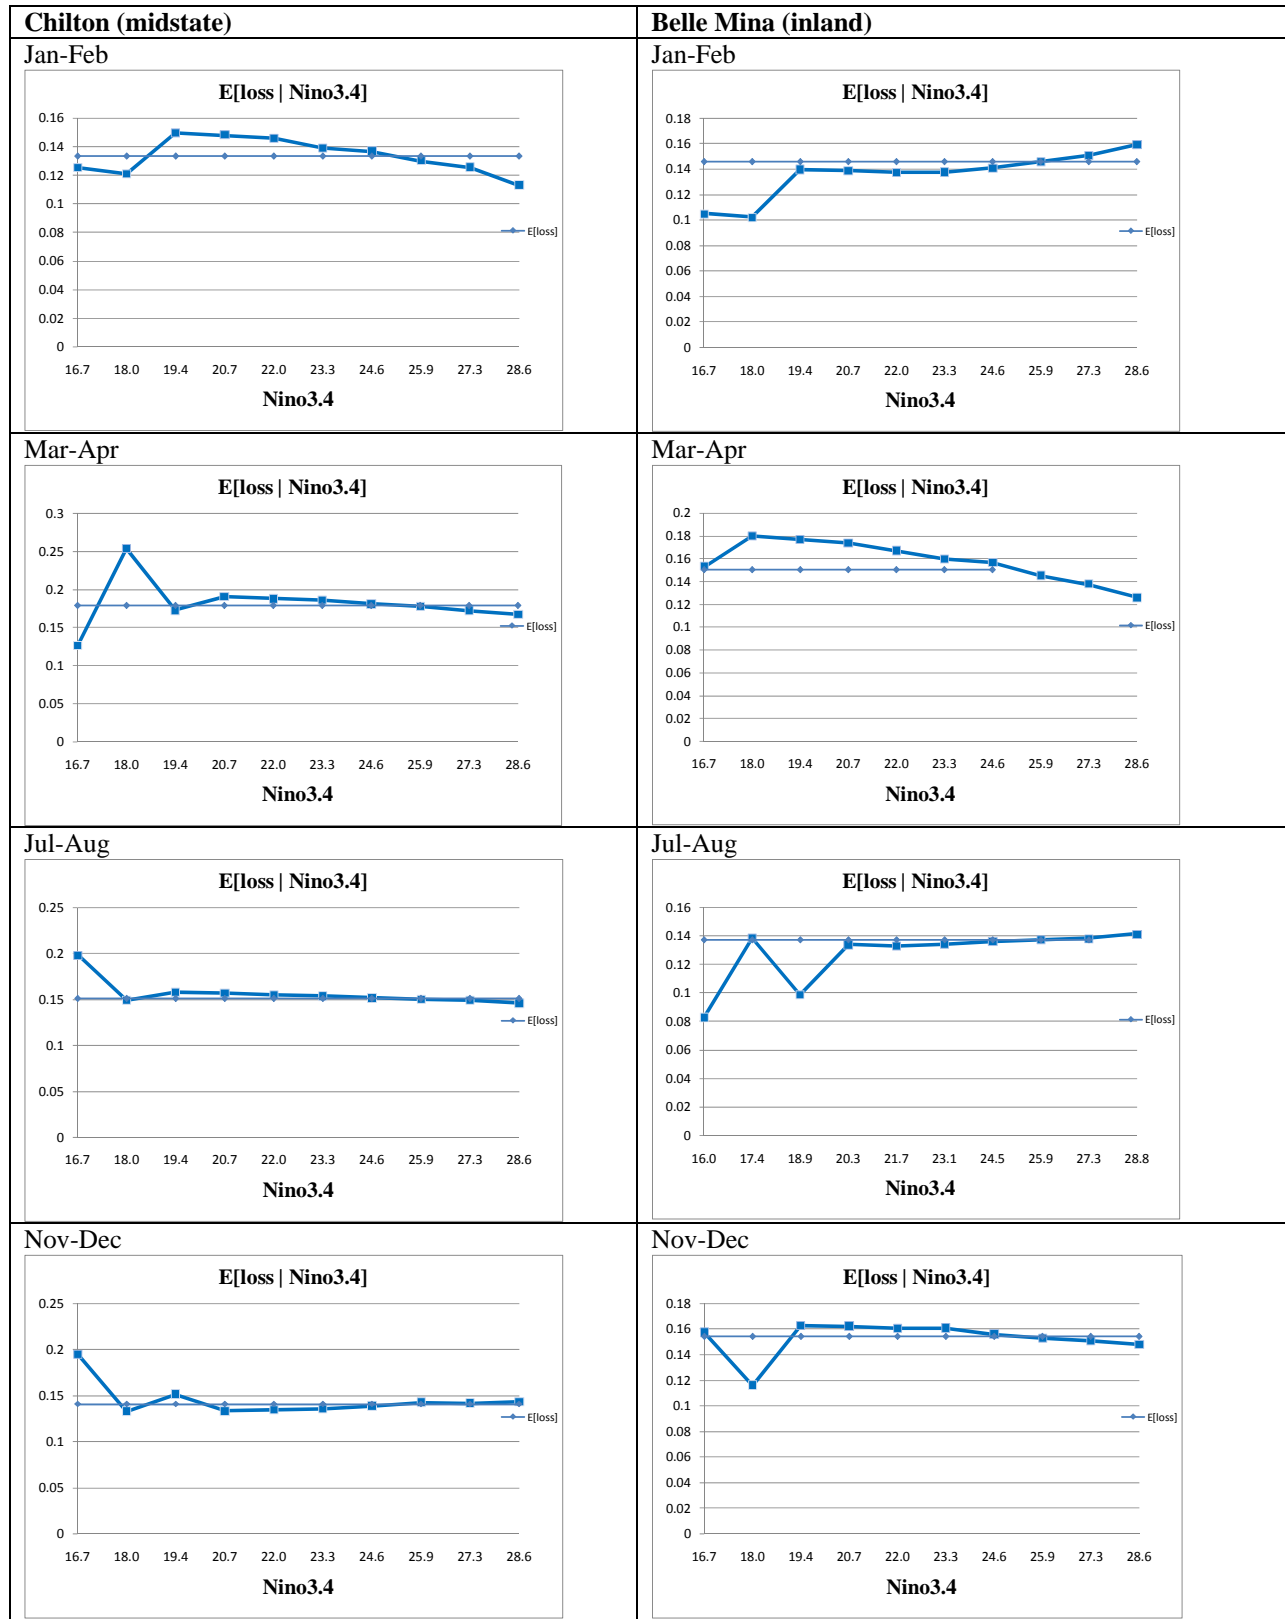 Chilton (midstate)
Belle Mina (inland)
Jan-Feb
E[loss | Nino3.4]
0.16
0.14
0.12
0.1
0.08
0.06
0.04
0.02
0
E[loss]
16.7 18.0 19.4 20.7 22.0 23.3 24.6 25.9 27.3 28.6
Nino3.4
Jan-Feb
E[loss | Nino3.4]
0.18
0.16
0.14
0.12
0.1
0.08
0.06
0.04
0.02
0
E[loss]
16.7 18.0 19.4 20.7 22.0 23.3 24.6 25.9 27.3 28.6
Nino3.4
Mar-Apr
E[loss | Nino3.4]
0.3
0.25
0.2
0.15
0.1
0.05
0
E[loss]
16.7 18.0 19.4 20.7 22.0 23.3 24.6 25.9 27.3 28.6
Nino3.4
Mar-Apr
E[loss | Nino3.4]
0.2
0.18
0.16
0.14
0.12
0.1
0.08
0.06
0.04
0.02
0
E[loss]
16.7 18.0 19.4 20.7 22.0 23.3 24.6 25.9 27.3 28.6
Nino3.4
Jul-Aug
E[loss | Nino3.4]
0.25
0.2
0.15
0.1
0.05
0
E[loss]
16.7 18.0 19.4 20.7 22.0 23.3 24.6 25.9 27.3 28.6
Nino3.4
Jul-Aug
E[loss | Nino3.4]
0.16
0.14
0.12
0.1
0.08
0.06
0.04
0.02
0
E[loss]
16.0 17.4 18.9 20.3 21.7 23.1 24.5 25.9 27.3 28.8
Nino3.4
Nov-Dec
E[loss | Nino3.4]
0.25
0.2
0.15
0.1
0.05
0
E[loss]
16.7 18.0 19.4 20.7 22.0 23.3 24.6 25.9 27.3 28.6
Nino3.4
Nov-Dec
E[loss | Nino3.4]
0.18
0.16
0.14
0.12
0.1
0.08
0.06
0.04
0.02
0
E[loss]
16.7 18.0 19.4 20.7 22.0 23.3 24.6 25.9 27.3 28.6
Nino3.4